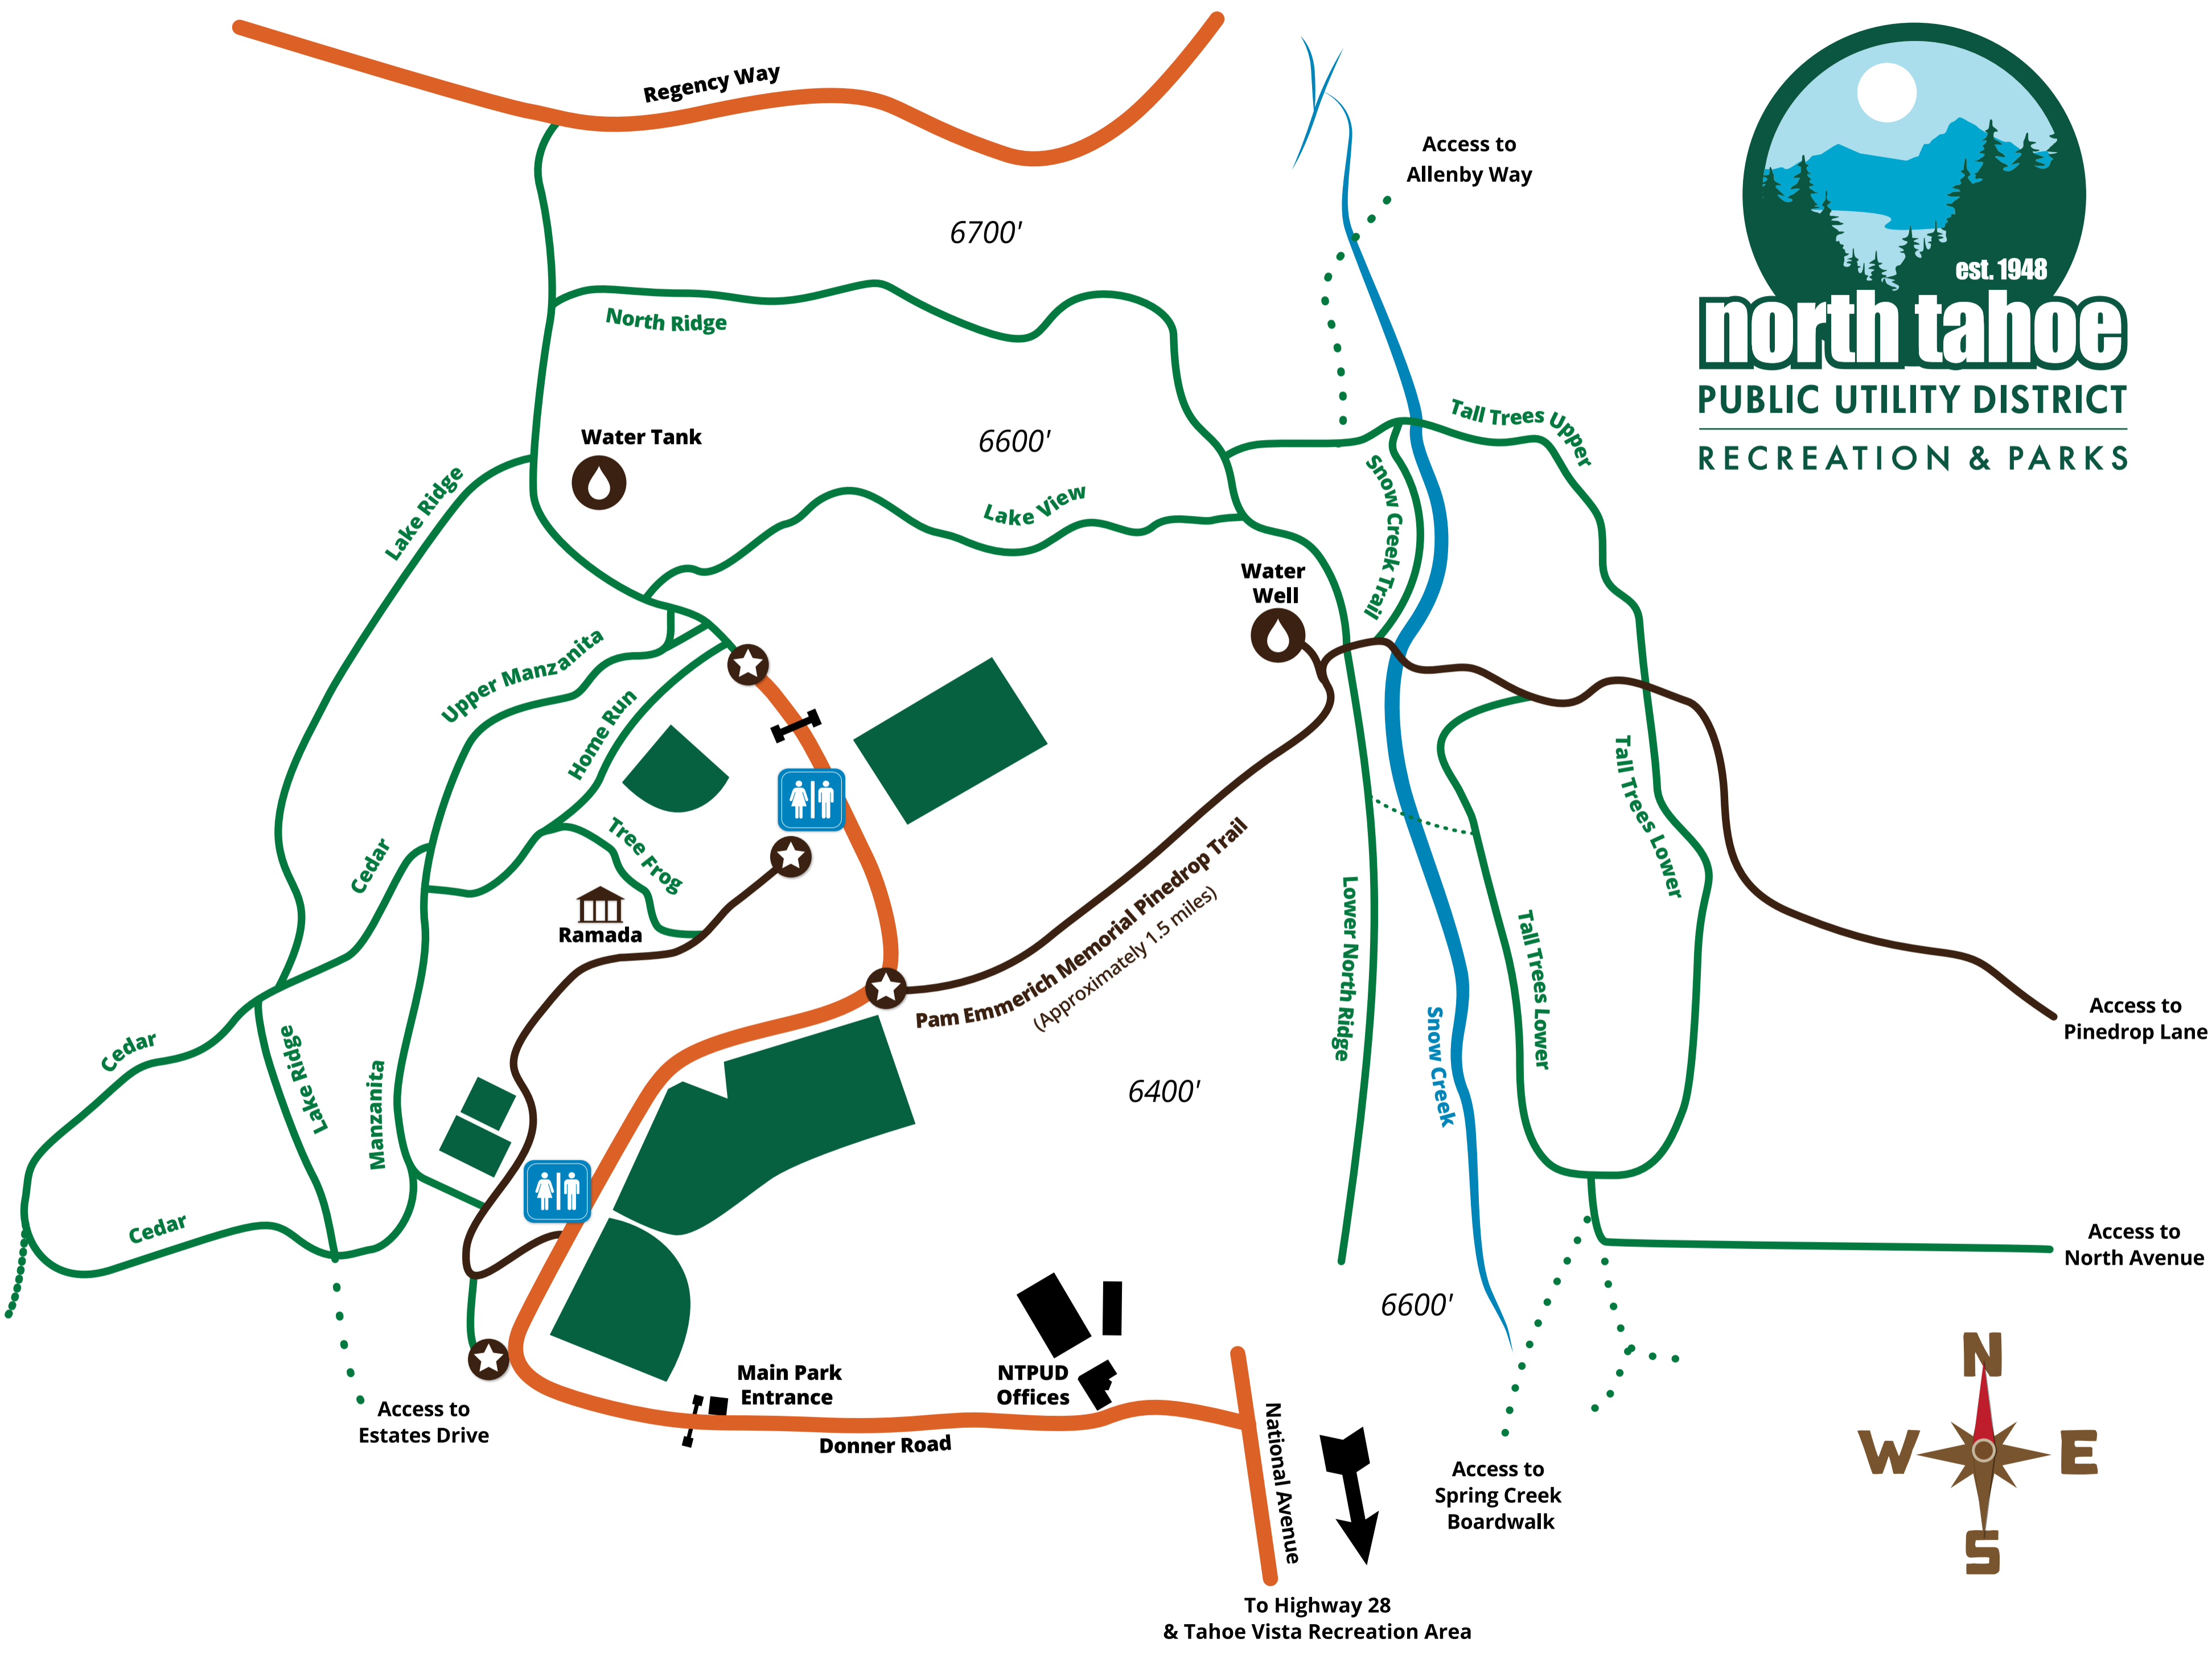 Regency Way
Access to
Allenby Way
6700'
est. 1948
north tahoe
PUBLIC UTILITY DISTRICT
RECREATION & PARKS
North Ridge
Water Tank
6600'
Tall Trees Upper
Lake Ridge
Lake View
Snow Creek Trail
Water
Well
Upper Manzanita
Home Run
Tall Trees Lower
Cedar
Tree Frog
Ramada
Pam Emmerich Memorial Pinedrop Trail
(Approximately 1.5 miles)
Lower North Ridge
Tall Trees Lower
Access to
Pinedrop Lane
Cedar
Lake Ridge
Manzanita
6400'
Snow Creek
Cedar
Access to
North Avenue
6600'
Main Park
Entrance
NTPUD
Offices
Access to
Estates Drive
Donner Road
National Avenue
Access to
Spring Creek
Boardwalk
N
W
E
S
To Highway 28
& Tahoe Vista Recreation Area